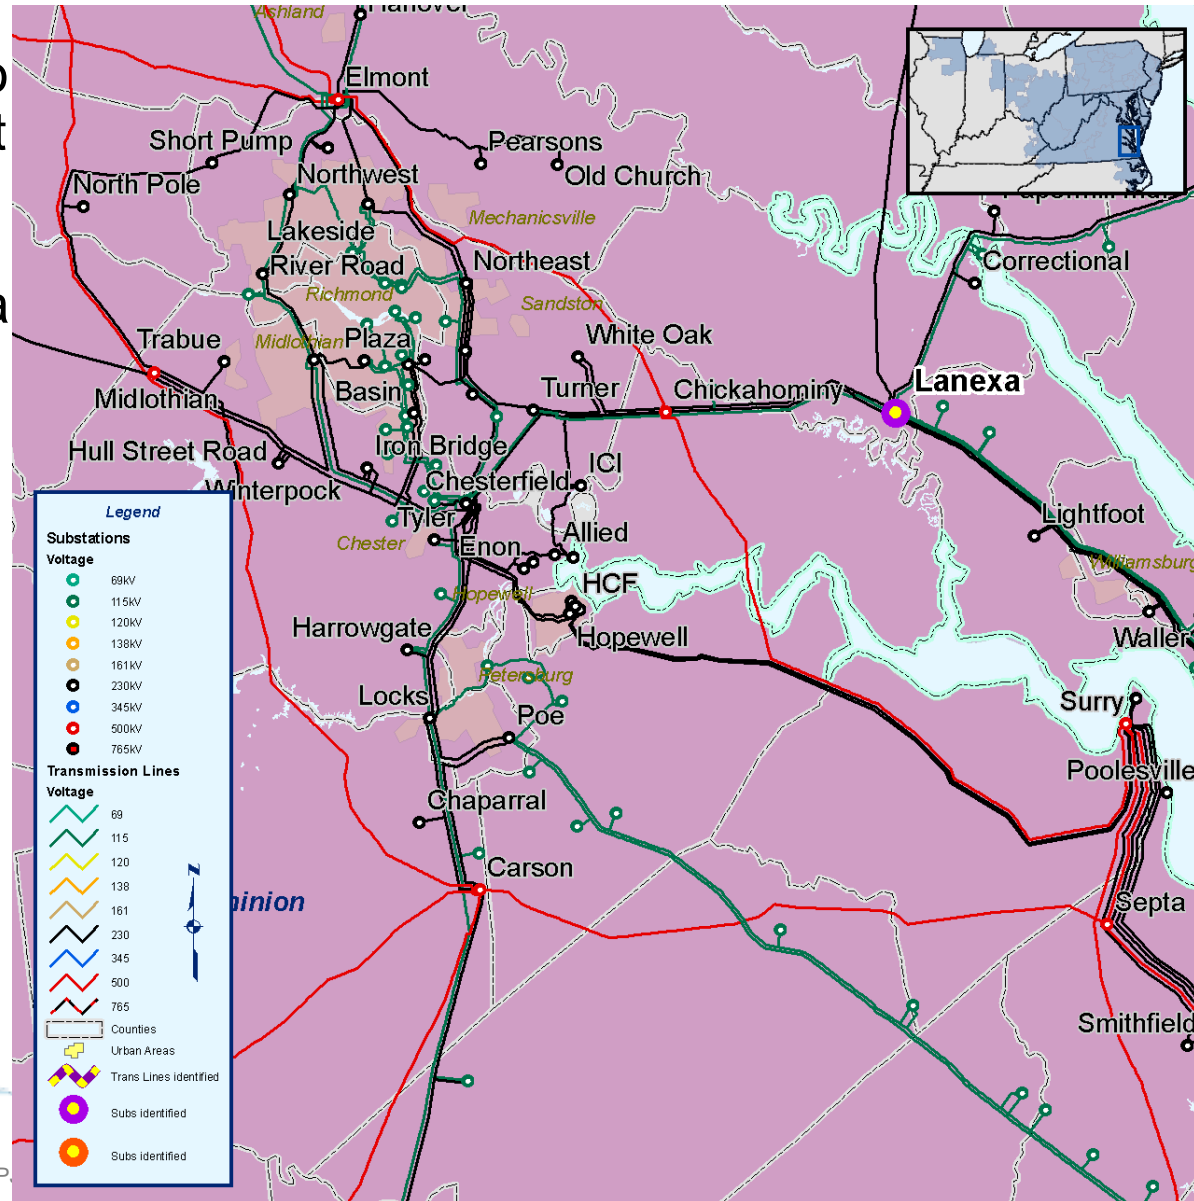 Ashland
Hanover
Elmont
Short Pump
Pearsons
Old Church
North Pole
Northwest
Mechanicsville
Lakeside
River Road
Northeast
Correctional
Richmond
Sandston
Trabue
Midlothian
Plaza
White Oak
Midlothian
Basin
Turner
Chickahominy
Lanexa
Hull Street Road
Iron Bridge
ICI
Winterpock
Chesterfield
Tyler
Lightfoot
Chester
Enon
Allied
Williamsburg
Hopewell
HCF
Harrowgate
Hopewell
Waller
Petersburg
Locks
Poe
Surry
Poolesville
Chaparral
Carson
minion
Septa
Smithfield
Legend
Substations
Voltage
69kV
115kV
120kV
138kV
161kV
230kV
345kV
500kV
765kV
Transmission Lines
Voltage
69
115
120
138
161
230
345
500
765
Counties
Urban Areas
Trans Lines identified
Subs identified
Subs identified
N